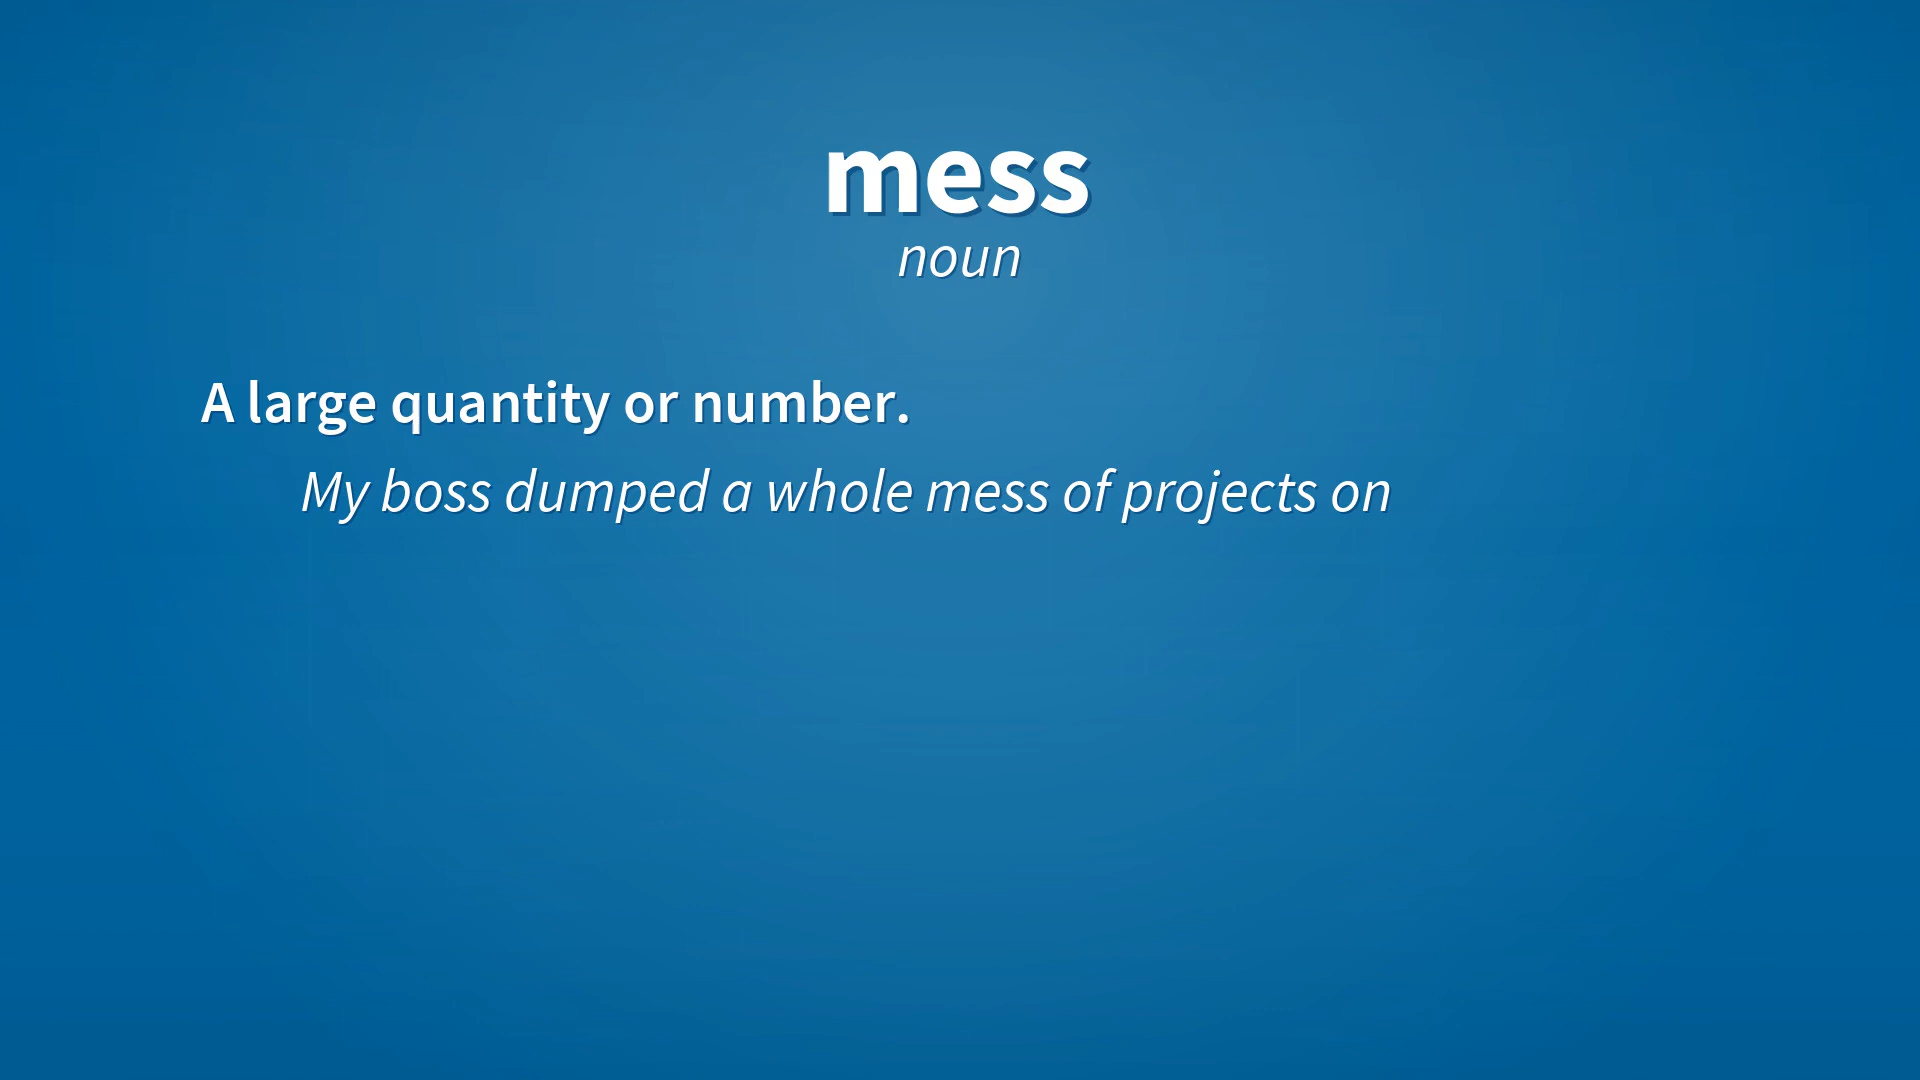 mess
noun
A large quantity or number.
My boss dumped a whole mess of projects on